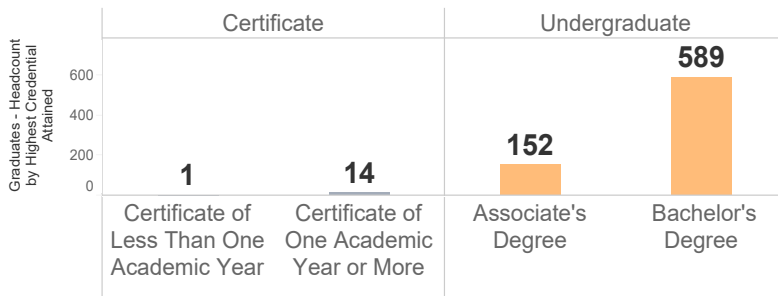 Certificate
Undergraduate
Graduates - Headcount
by Highest Credential
Attained
600
400
200
0
1
14
152
589
Certificate of
Less Than One
Academic Year
Certificate of
One Academic
Year or More
Associate's
Degree
Bachelor's
Degree